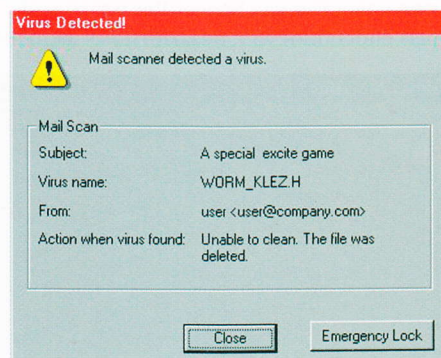 Virus Detected!
Mail scanner detected a virus.
Mail Scan
Subject: A special excite game
Virus name: WORM_KLEZ.H
From: user <user@company.com>
Action when virus found: Unable to clean. The file was
deleted.
Close Emergency Lock